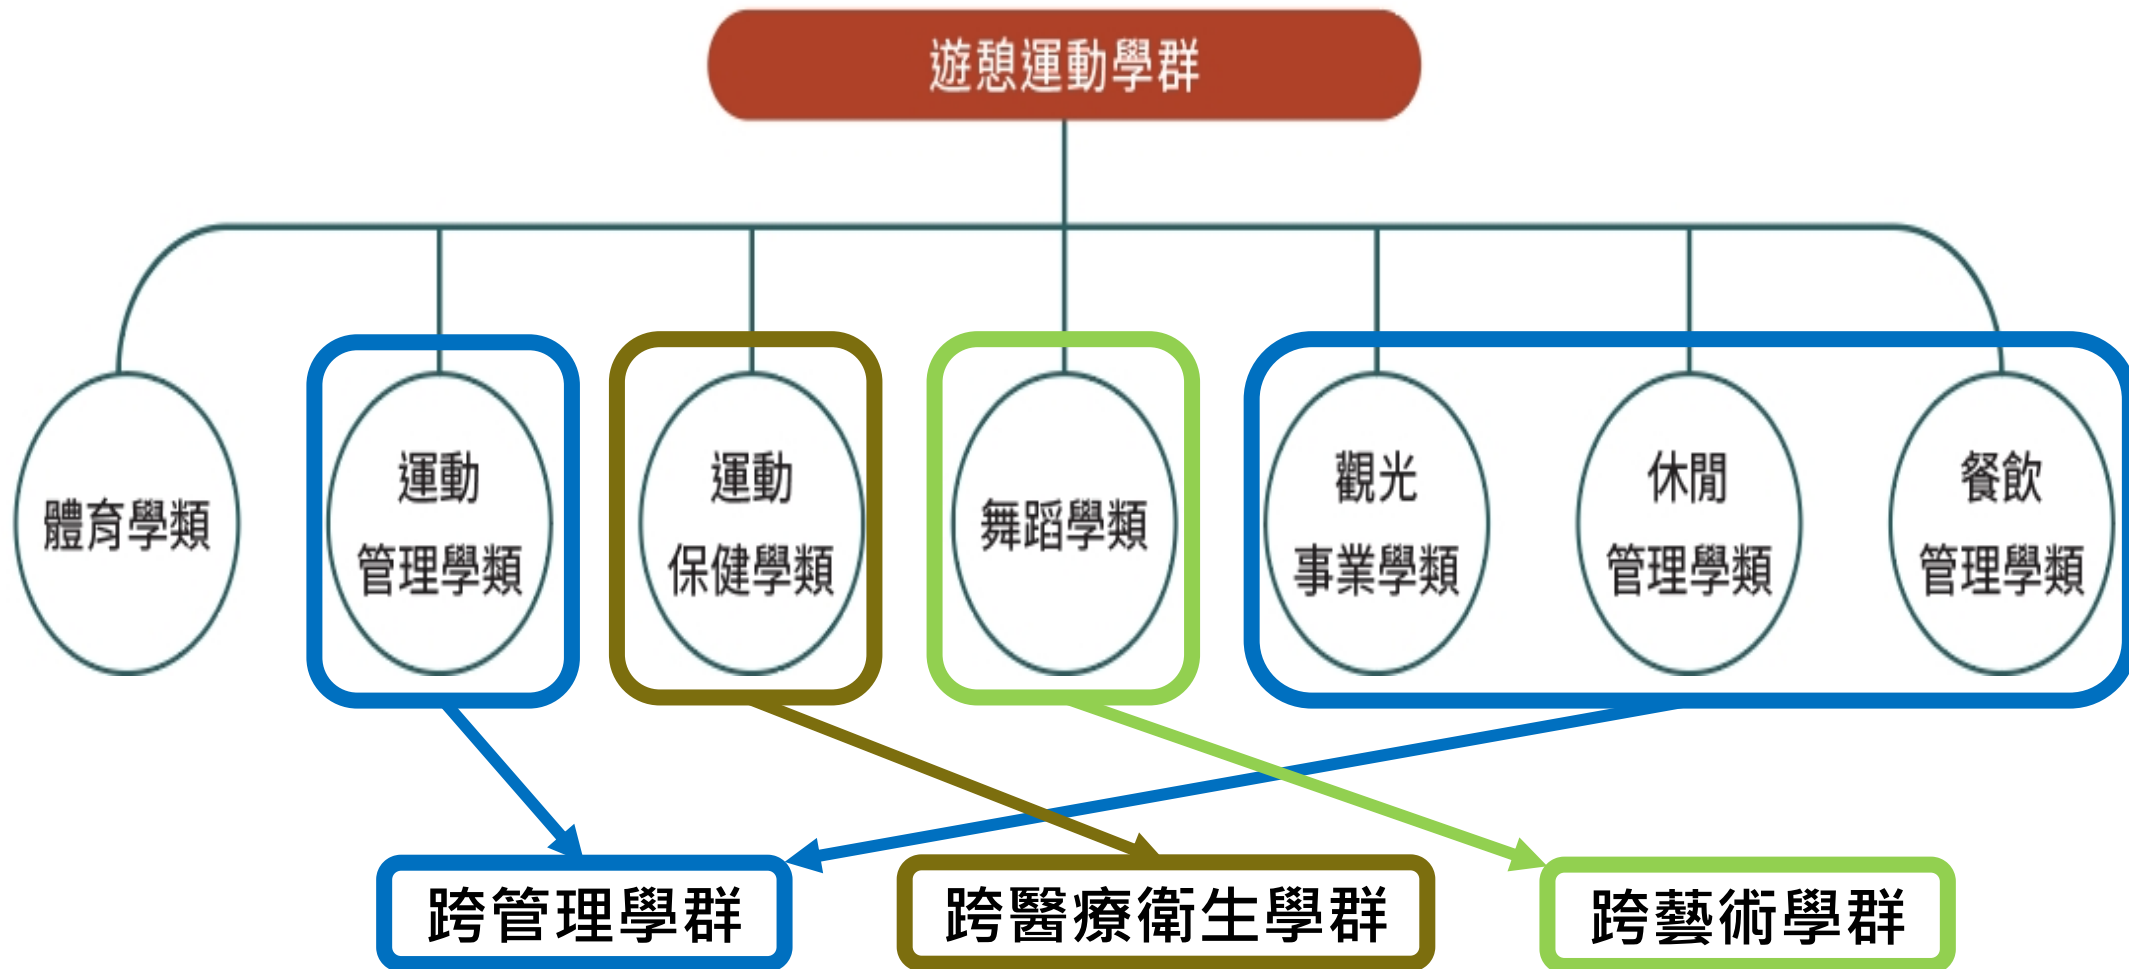 遊憩運動學群
體育學類
運動
管理學類
運動
保健學類
舞蹈學類
觀光
事業學類
休閒
管理學類
餐飲
管理學類
跨管理學群
跨醫療衛生學群
跨藝術學群